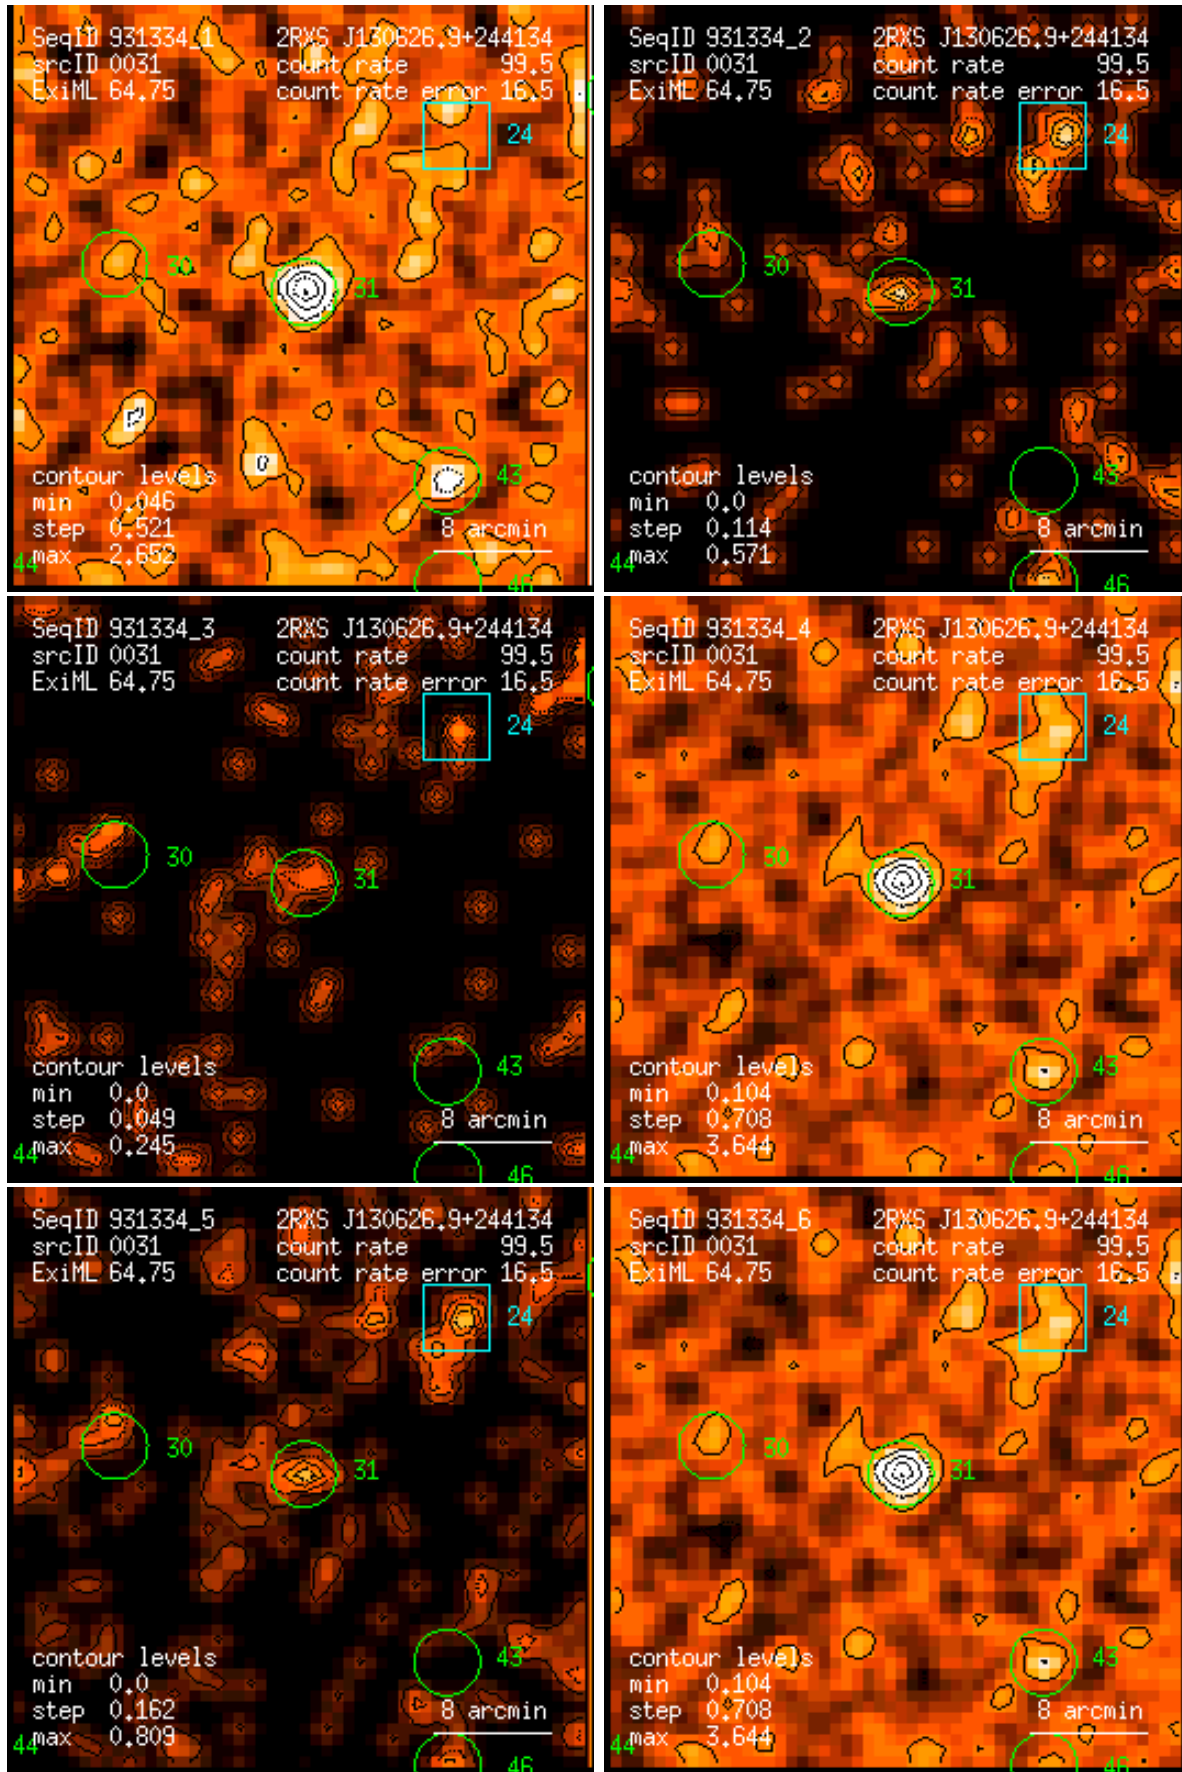 SeqID 931334_1 2RXS J130626.9+244134
srcID 0031 count rate 99.5
ExiML 64.75 count rate error 16.5
24
30
31
contour levels
43
min 0.046
step 0.521 8 arcmin
max 2.652
44 46
SeqID 931334_2 2RXS J130626.9+244134
srcID 0031 count rate 99.5
ExiML 64.75 count rate error 16.5
24
30
31
contour levels
43
min 0.0
step 0.114 8 arcmin
max 0.571
44 46
SeqID 931334_3 2RXS J130626.9+244134
srcID 0031 count rate 99.5
ExiML 64.75 count rate error 16.5
24
30
31
contour levels
43
min 0.0
step 0.049 8 arcmin
max 0.245
44 46
SeqID 931334_4 2RXS J130626.9+244134
srcID 0031 count rate 99.5
ExiML 64.75 count rate error 16.5
24
30
31
contour levels
43
min 0.104
step 0.708 8 arcmin
max 3.644
44 46
SeqID 931334_5 2RXS J130626.9+244134
srcID 0031 count rate 99.5
ExiML 64.75 count rate error 16.5
24
30
31
contour levels
43
min 0.0
step 0.162 8 arcmin
max 0.809
44 46
SeqID 931334_6 2RXS J130626.9+244134
srcID 0031 count rate 99.5
ExiML 64.75 count rate error 16.5
24
30
31
contour levels
43
min 0.104
step 0.708 8 arcmin
max 3.644
44 46